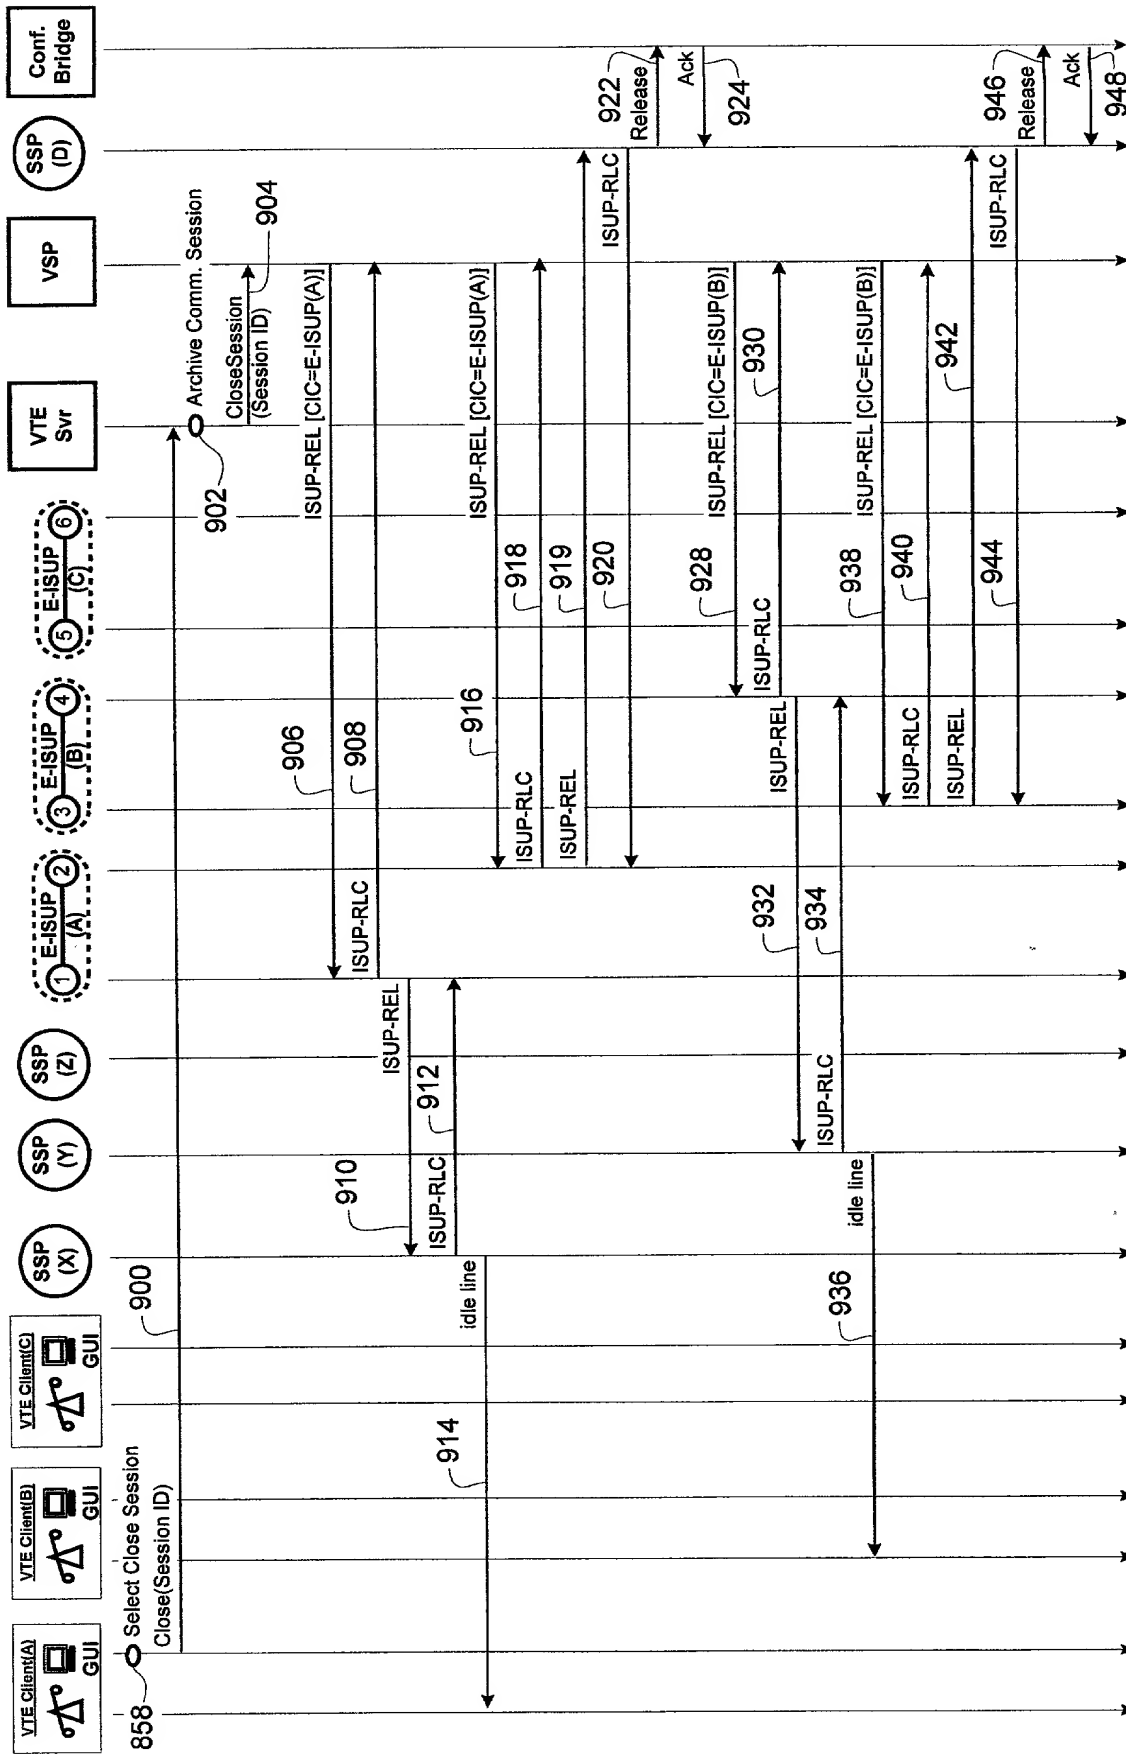 VTE Client(A)
GUI
VTE Client(B)
GUI
VTE Client(C)
GUI
SSP
(X)
SSP
(Y)
SSP
(Z)
1
E-ISUP
(A)
2
3
E-ISUP
(B)
4
5
E-ISUP
(C)
6
VTE
Svr
VSP
SSP
(D)
Conf.
Bridge
858
Select Close Session
Close(Session ID)
900
902
Archive Comm. Session
CloseSession
(Session ID)
904
ISUP-REL [CIC=E-ISUP(A)]
906
ISUP-RLC
908
ISUP-REL
910
ISUP-RLC
912
idle line
914
ISUP-REL [CIC=E-ISUP(A)]
916
ISUP-RLC
918
ISUP-REL
919
ISUP-RLC
920
Release
922
Ack
924
ISUP-REL [CIC=E-ISUP(B)]
928
ISUP-RLC
930
ISUP-REL
932
ISUP-RLC
934
idle line
936
ISUP-REL [CIC=E-ISUP(B)]
938
ISUP-RLC
940
ISUP-REL
942
ISUP-RLC
944
Release
946
Ack
948